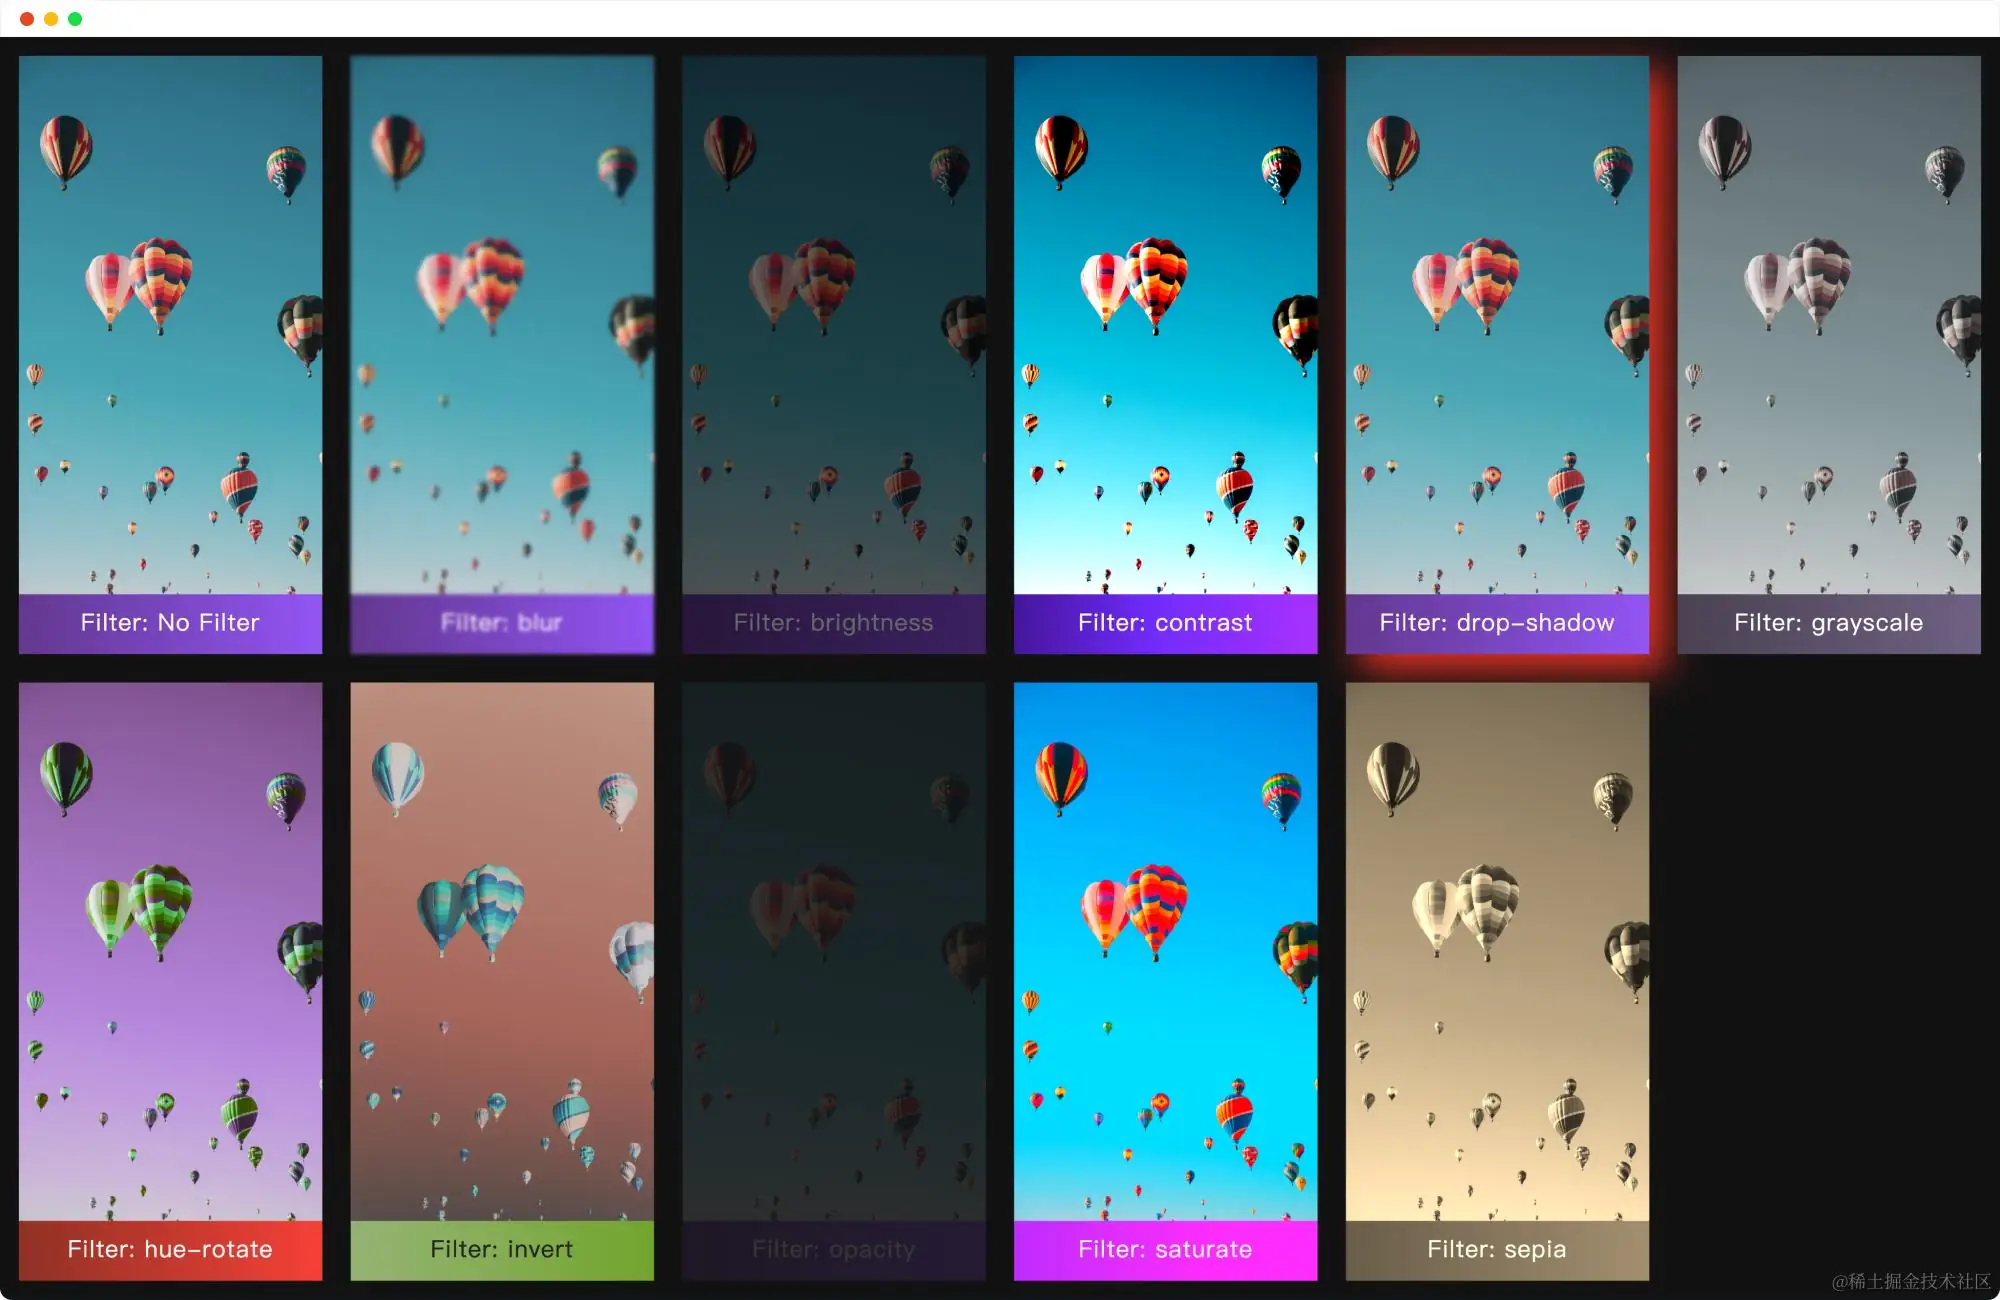 Filter: No Filter
Filter: blur
Filter: brightness
Filter: contrast
Filter: drop-shadow
Filter: grayscale
Filter: hue-rotate
Filter: invert
Filter: opacity
Filter: saturate
Filter: sepia
@稀土掘金技术社区